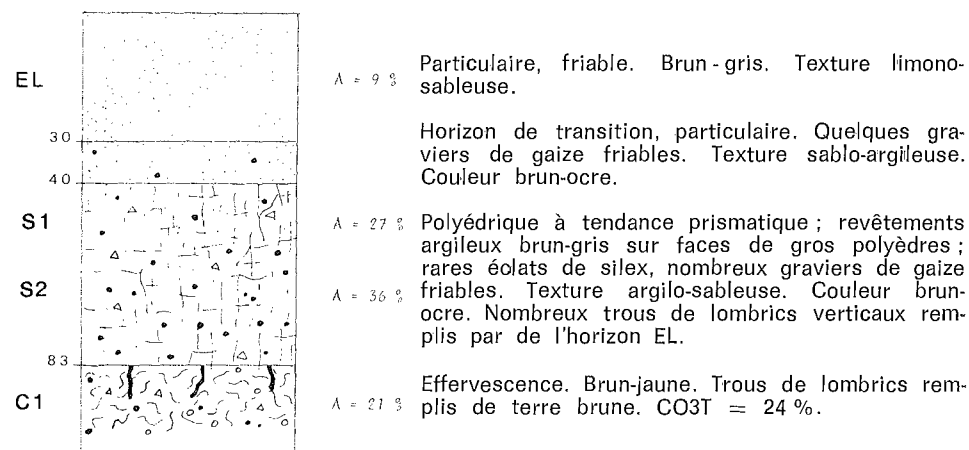 EL
A = 9 %
Particulaire, friable. Brun - gris. Texture limono-
sableuse.
30
Horizon de transition, particulaire. Quelques gra-
viers de gaize friables. Texture sablo-argileuse.
Couleur brun-ocre.
40
S1
A = 27 %
Polyédrique à tendance prismatique ; revêtements
argileux brun-gris sur faces de gros polyèdres ;
rares éclats de silex, nombreux graviers de gaize
S2
A = 36 %
friables. Texture argilo-sableuse. Couleur brun-
ocre. Nombreux trous de lombrics verticaux rem-
plis par de l'horizon EL.
83
C1
A = 21 %
Effervescence. Brun-jaune. Trous de lombrics rem-
plis de terre brune. CO3T = 24 %.